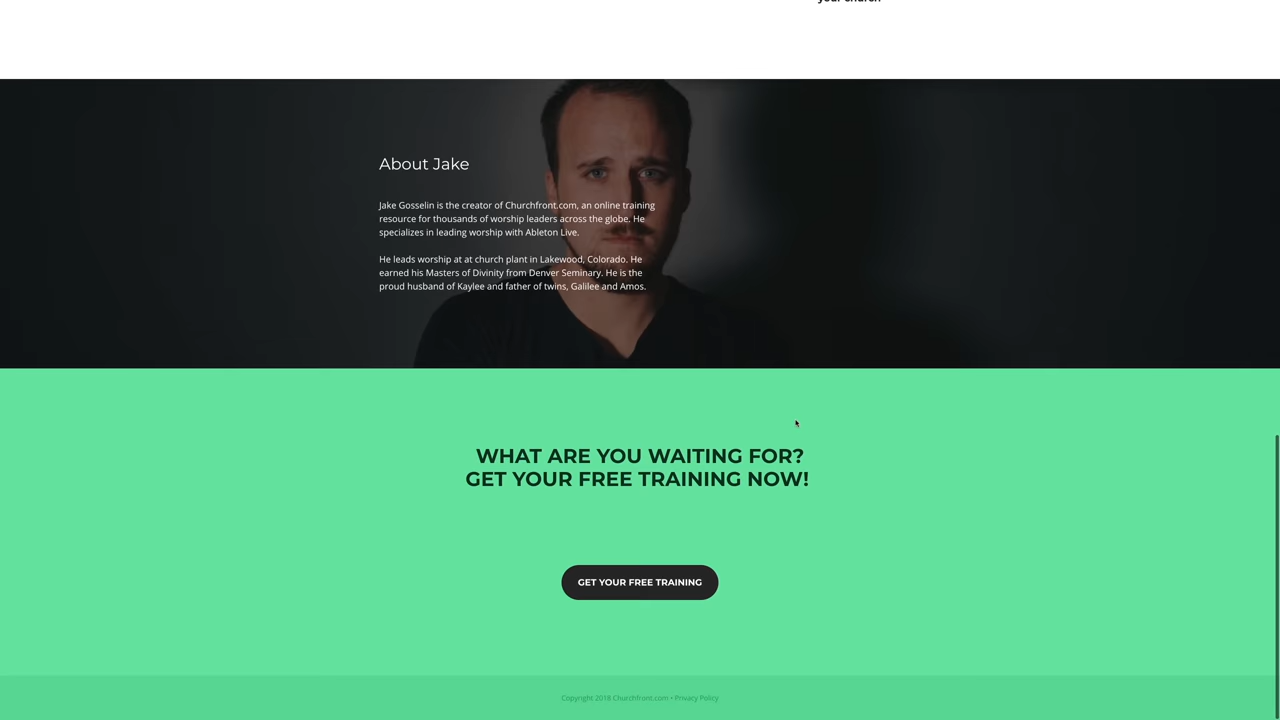 your church
About Jake
Jake Gosselin is the creator of Churchfront.com, an online training
resource for thousands of worship leaders across the globe. He
specializes in leading worship with Ableton Live.
He leads worship at at church plant in Lakewood, Colorado. He
earned his Masters of Divinity from Denver Seminary. He is the
proud husband of Kaylee and father of twins, Galilee and Amos.
WHAT ARE YOU WAITING FOR?
GET YOUR FREE TRAINING NOW!
GET YOUR FREE TRAINING
Copyright 2018 Churchfront.com • Privacy Policy